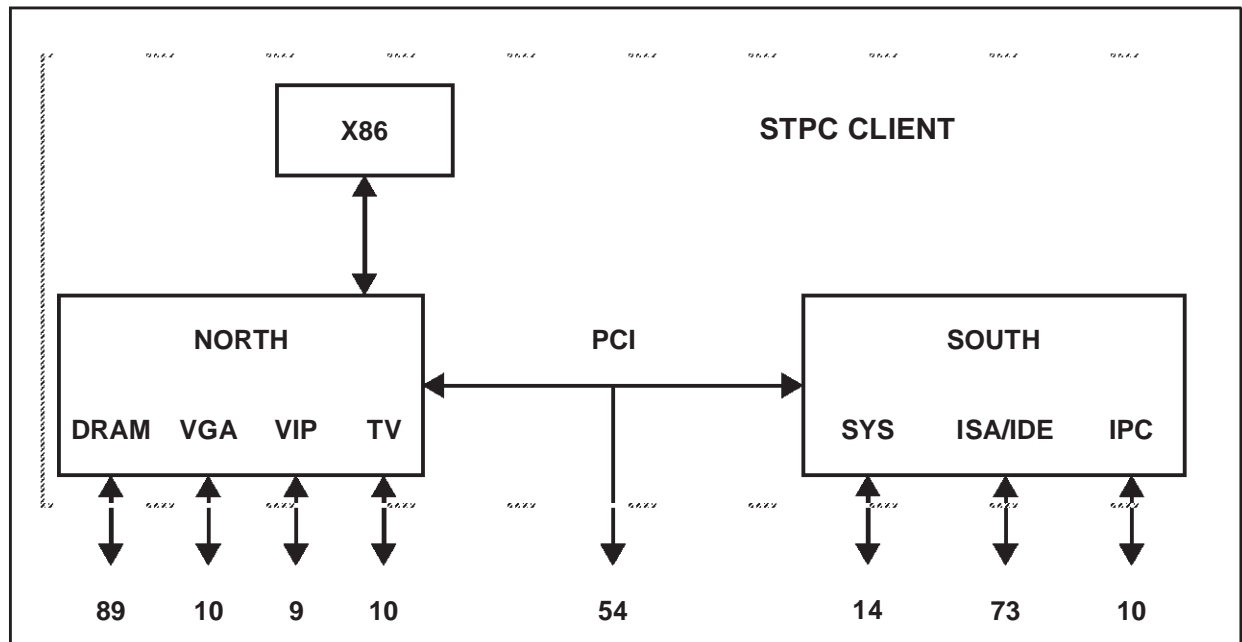 X86
STPC CLIENT
NORTH
PCI
SOUTH
DRAM VGA VIP TV
SYS ISA/IDE IPC
89 10 9 10 54 14 73 10